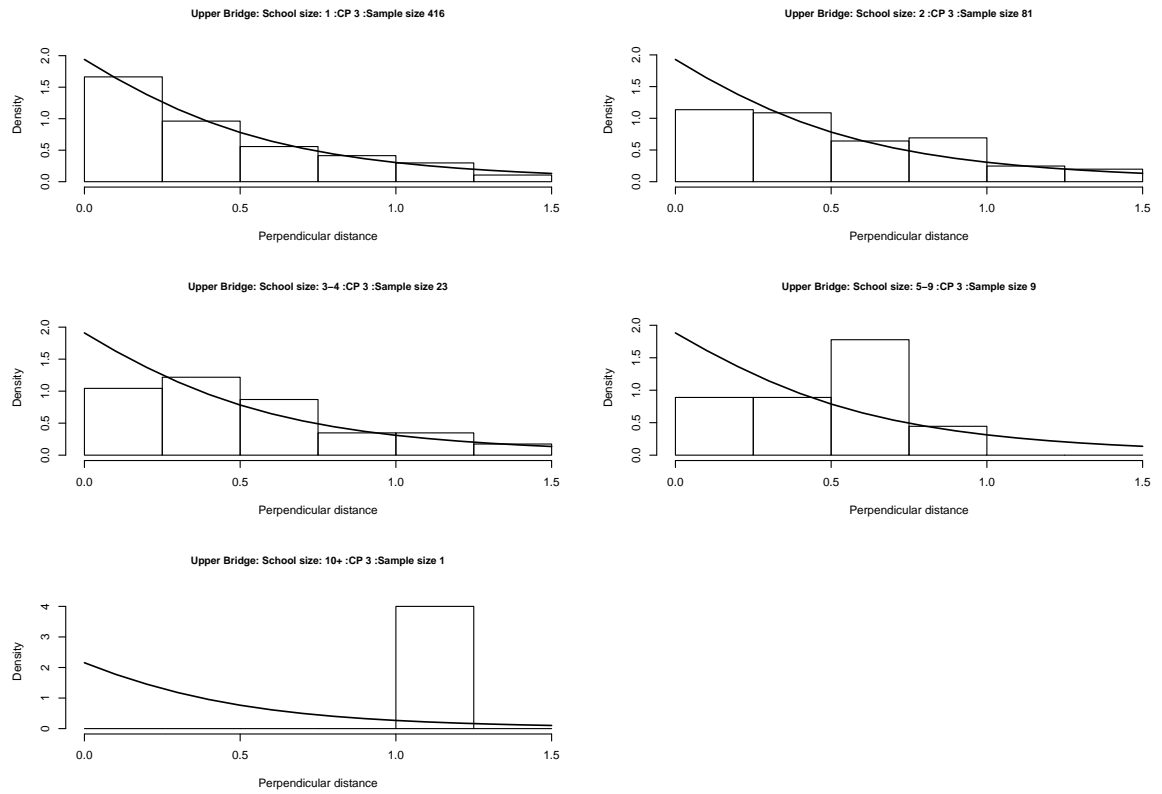 Upper Bridge: School size: 1 :CP 3 :Sample size 416
Density
0.0 0.5 1.0 1.5 2.0
0.0 0.5 1.0 1.5
Perpendicular distance
Upper Bridge: School size: 2 :CP 3 :Sample size 81
Density
0.0 0.5 1.0 1.5 2.0
0.0 0.5 1.0 1.5
Perpendicular distance
Upper Bridge: School size: 3–4 :CP 3 :Sample size 23
Density
0.0 0.5 1.0 1.5 2.0
0.0 0.5 1.0 1.5
Perpendicular distance
Upper Bridge: School size: 5–9 :CP 3 :Sample size 9
Density
0.0 0.5 1.0 1.5 2.0
0.0 0.5 1.0 1.5
Perpendicular distance
Upper Bridge: School size: 10+ :CP 3 :Sample size 1
Density
0 1 2 3 4
0.0 0.5 1.0 1.5
Perpendicular distance